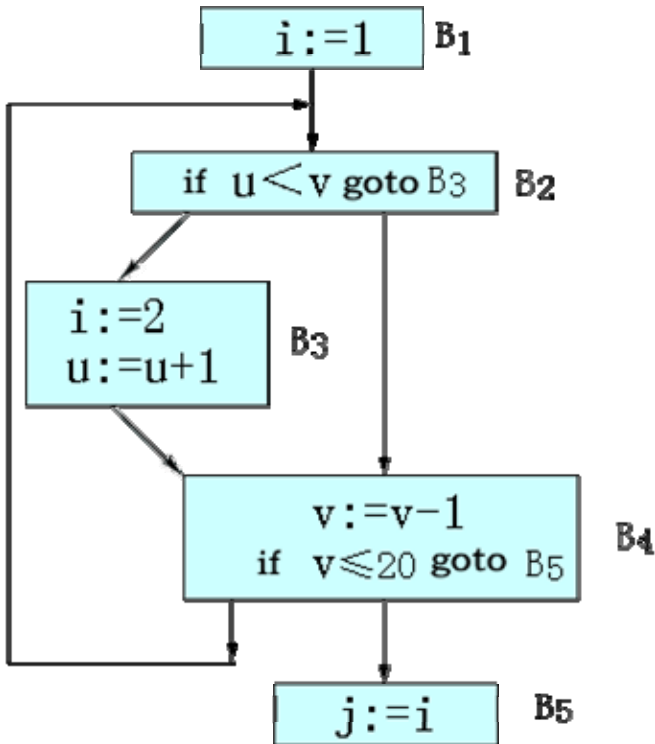 i:=1 B1
if u<v goto B3 B2
i:=2
u:=u+1
B3
v:=v-1
if v≤20 goto B5
B4
j:=i B5